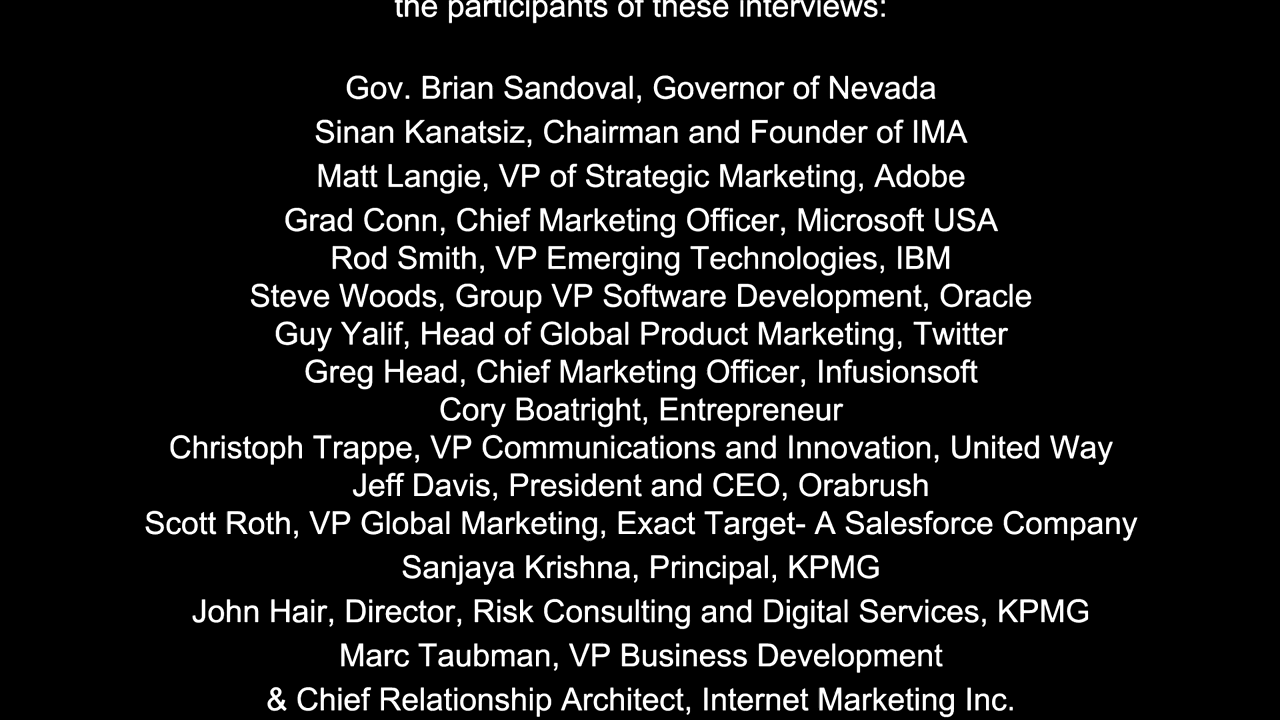 the participants of these interviews:
Gov. Brian Sandoval, Governor of Nevada
Sinan Kanatsiz, Chairman and Founder of IMA
Matt Langie, VP of Strategic Marketing, Adobe
Grad Conn, Chief Marketing Officer, Microsoft USA
Rod Smith, VP Emerging Technologies, IBM
Steve Woods, Group VP Software Development, Oracle
Guy Yalif, Head of Global Product Marketing, Twitter
Greg Head, Chief Marketing Officer, Infusionsoft
Cory Boatright, Entrepreneur
Christoph Trappe, VP Communications and Innovation, United Way
Jeff Davis, President and CEO, Orabrush
Scott Roth, VP Global Marketing, Exact Target- A Salesforce Company
Sanjaya Krishna, Principal, KPMG
John Hair, Director, Risk Consulting and Digital Services, KPMG
Marc Taubman, VP Business Development
& Chief Relationship Architect, Internet Marketing Inc.